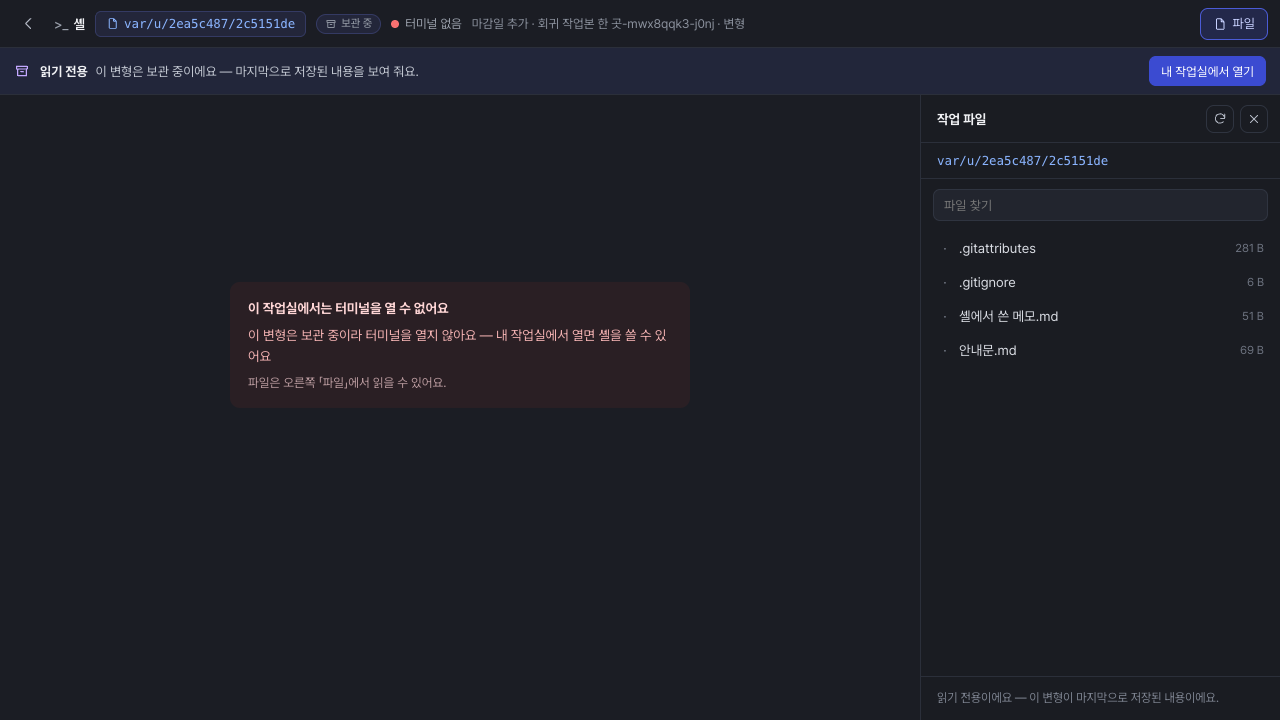 >_ 셸 var/u/2ea5c487/2c5151de 보관 중 터미널 없음 마감일 추가 · 회귀 작업본 한 곳-mwx8qqk3-j0nj · 변형 파일
읽기 전용 이 변형은 보관 중이에요 — 마지막으로 저장된 내용을 보여 줘요. 내 작업실에서 열기
이 작업실에서는 터미널을 열 수 없어요
이 변형은 보관 중이라 터미널을 열지 않아요 — 내 작업실에서 열면 셸을 쓸 수 있
어요
파일은 오른쪽 「파일」에서 읽을 수 있어요.
작업 파일
var/u/2ea5c487/2c5151de
파일 찾기
· .gitattributes 281 B
· .gitignore 6 B
· 셸에서 쓴 메모.md 51 B
· 안내문.md 69 B
읽기 전용이에요 — 이 변형이 마지막으로 저장된 내용이에요.